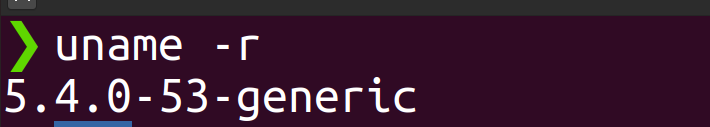 ❯ uname -r
5.4.0-53-generic